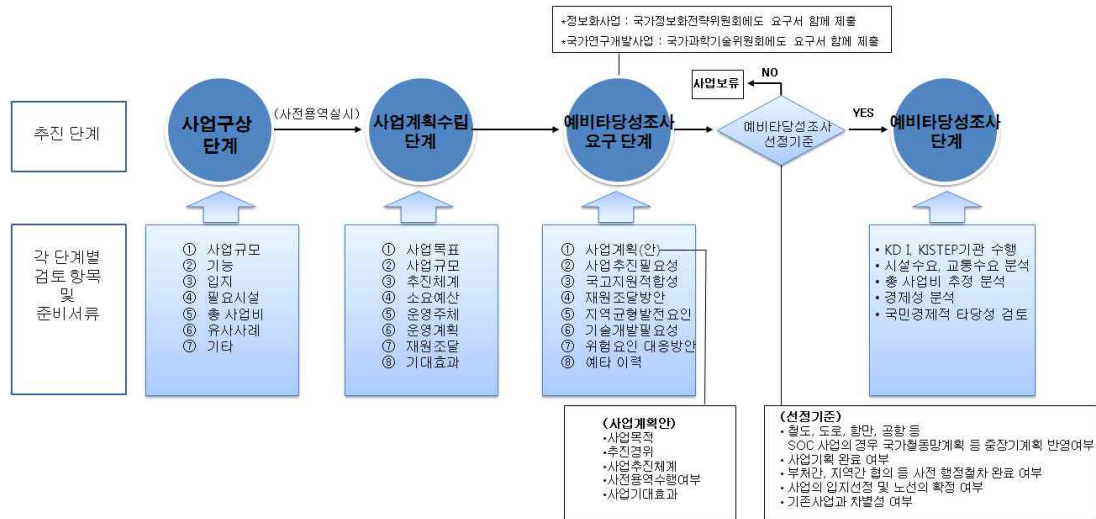 *정보화사업 : 국가정보화전략위원회에도 요구서 함께 제출
*국가연구개발사업 : 국가과학기술위원회에도 요구서 함께 제출
추진 단계
사업구상
단계
(사전용역실시)
사업계획수립
단계
예비타당성조사
요구 단계
사업보류
NO
예비타당성조사
선정기준
YES
예비타당성조사
단계
각 단계별
검토 항목
및
준비서류
① 사업규모
② 기능
③ 입지
④ 필요시설
⑤ 총 사업비
⑥ 유사사례
⑦ 기타
① 사업목표
② 사업규모
③ 추진체계
④ 소요예산
⑤ 운영주체
⑥ 운영계획
⑦ 재원조달
⑧ 기대효과
① 사업계획(안)
② 사업추진필요성
③ 국고지원적합성
④ 재원조달방안
⑤ 지역균형발전요인
⑥ 기술개발필요성
⑦ 위험요인 대응방안
⑧ 예타 이력
• KD I, KISTEP기관 수행
• 시설수요, 교통수요 분석
• 총 사업비 추정 분석
• 경제성 분석
• 국민경제적 타당성 검토
(사업계획안)
•사업목적
•추진경위
•사업추진체계
•사전용역수행여부
•사업기대효과
(선정기준)
• 철도, 도로, 항만, 공항 등
SOC 사업의 경우 국가철동망계획 등 중장기계획 반영여부
• 사업기획 완료 여부
• 부처간, 지역간 협의 등 사전 행정절차 완료 여부
• 사업의 입지선정 및 노선의 확정 여부
• 기존사업과 차별성 여부